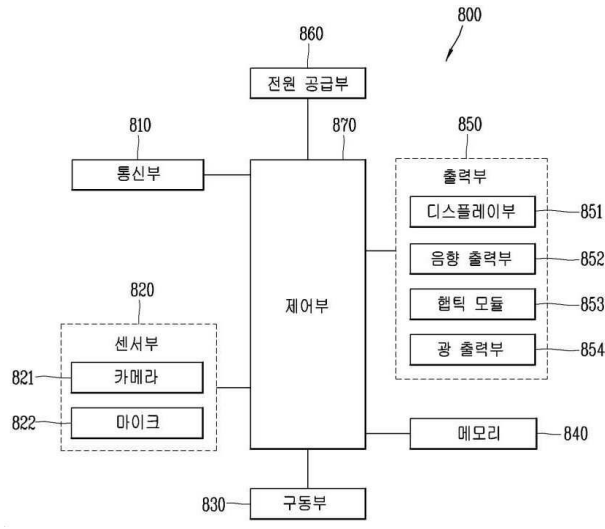 860
800
전원 공급부
810
870
850
통신부
출력부
디스플레이부
851
음향 출력부
852
820
제어부
햅틱 모듈
853
센서부
광 출력부
854
821
카메라
822
마이크
메모리
840
830
구동부